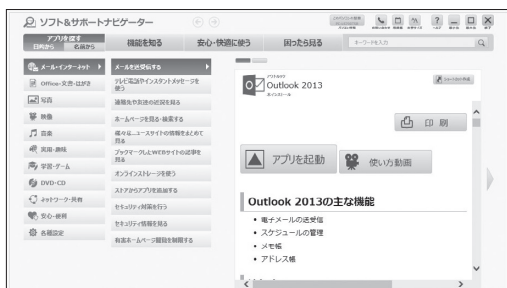 ソフト&サポートナビゲーター
アプリを探す
目的から 名前から
機能を知る
安心・快適に使う
困ったら見る
キーワードを入力
メール・インターネット
Office・文書・はがき
写真
映像
音楽
実用・趣味
学習・ゲーム
DVD・CD
ネットワーク・共有
安心・便利
各種設定
メールを送受信する
テレビ電話やインスタントメッセージを
使う
遠隔先や友達の近況を見る
ホームページを見る・検索する
様々なニュースサイトの情報をまとめて
見る
ブックマークしたWEBサイトの記事を
見る
オンラインストレージを使う
ストアからアプリを追加する
セキュリティ対策を行う
セキュリティ情報を見る
有害ホームページ閲覧を制限する
Outlook 2013
印 刷
アプリを起動
使い方動画
Outlook 2013の主な機能
• 電子メールの送受信
• スケジュールの管理
• メモ帳
• アドレス帳